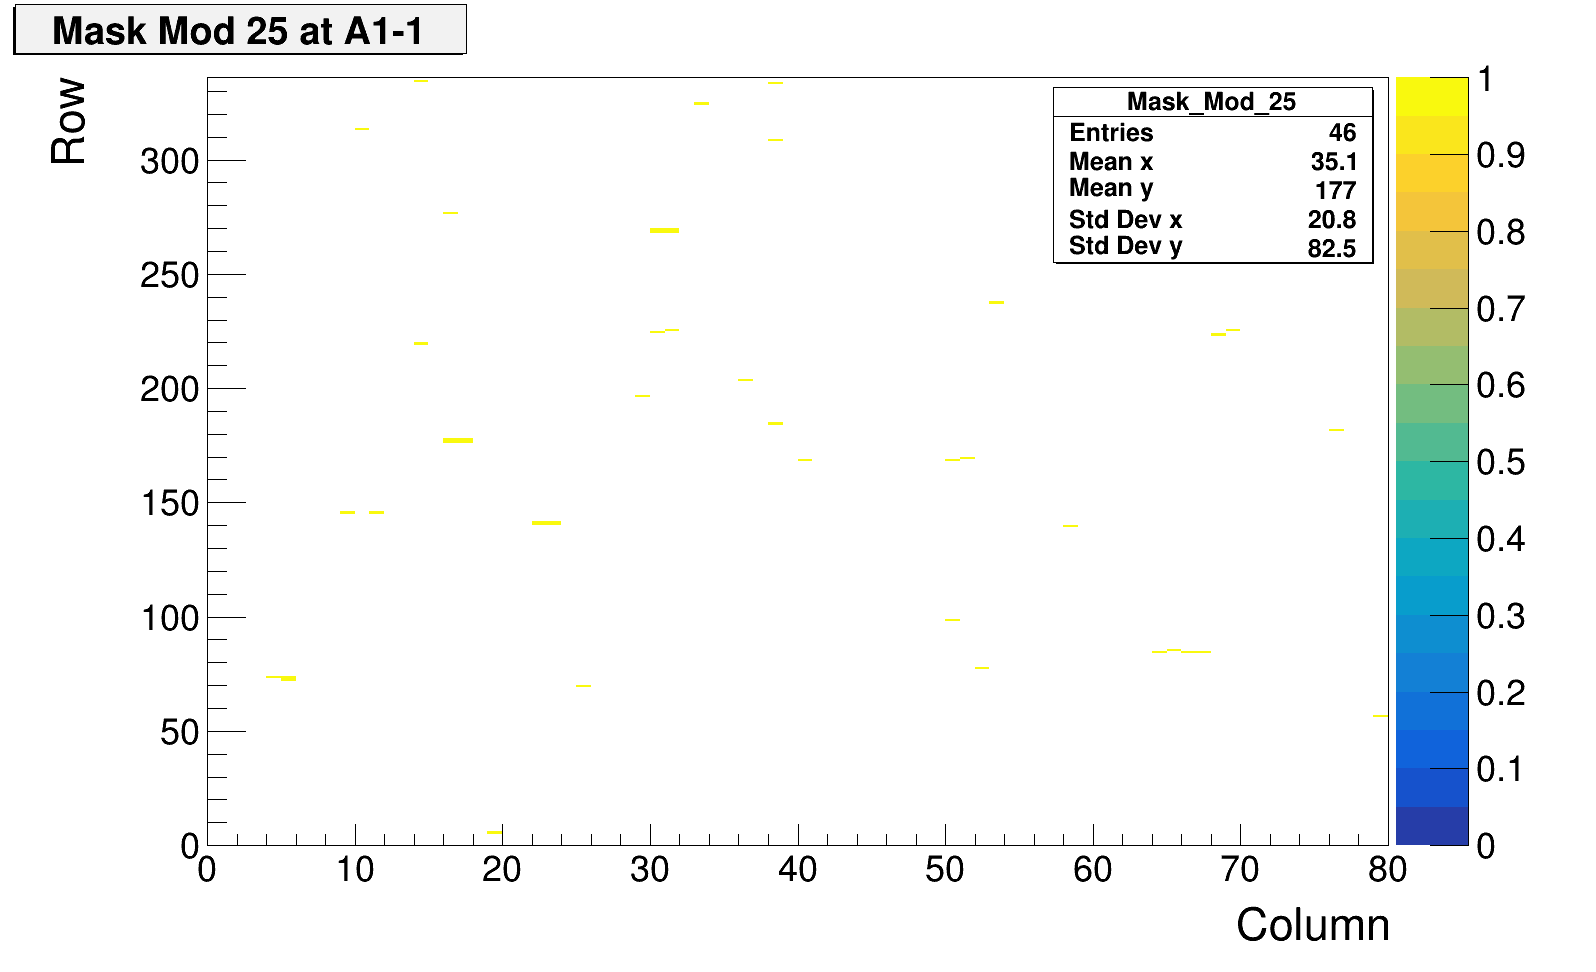 Mask Mod 25 at A1-1
Row
Mask_Mod_25
Entries 46
Mean x 35.1
Mean y 177
Std Dev x 20.8
Std Dev y 82.5
300
250
200
150
100
50
0
0 10 20 30 40 50 60 70 80
Column
1
0.9
0.8
0.7
0.6
0.5
0.4
0.3
0.2
0.1
0